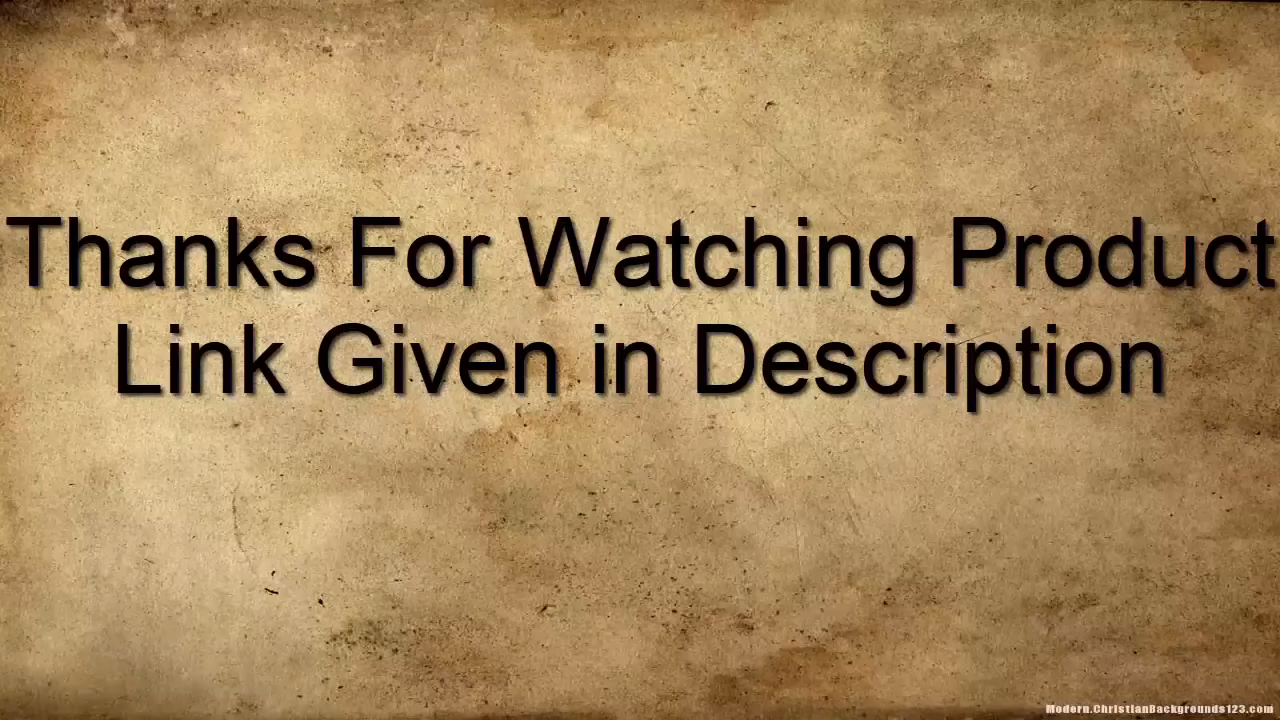 Thanks For Watching Product
Link Given in Description
Modern.ChristianBackgrounds123.com